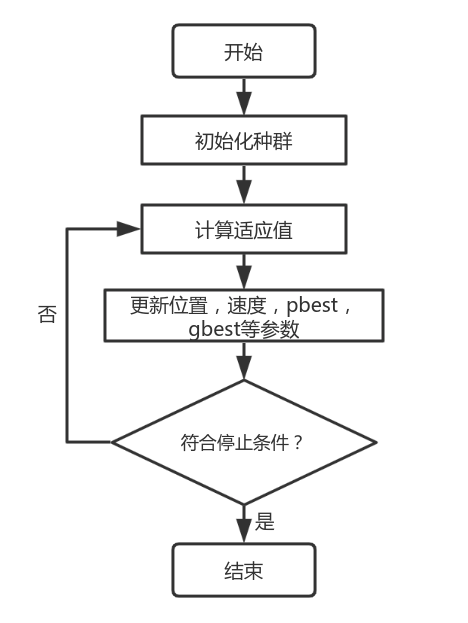 开始
初始化种群
计算适应值
更新位置，速度，pbest，
gbest等参数
否
符合停止条件？
是
结束